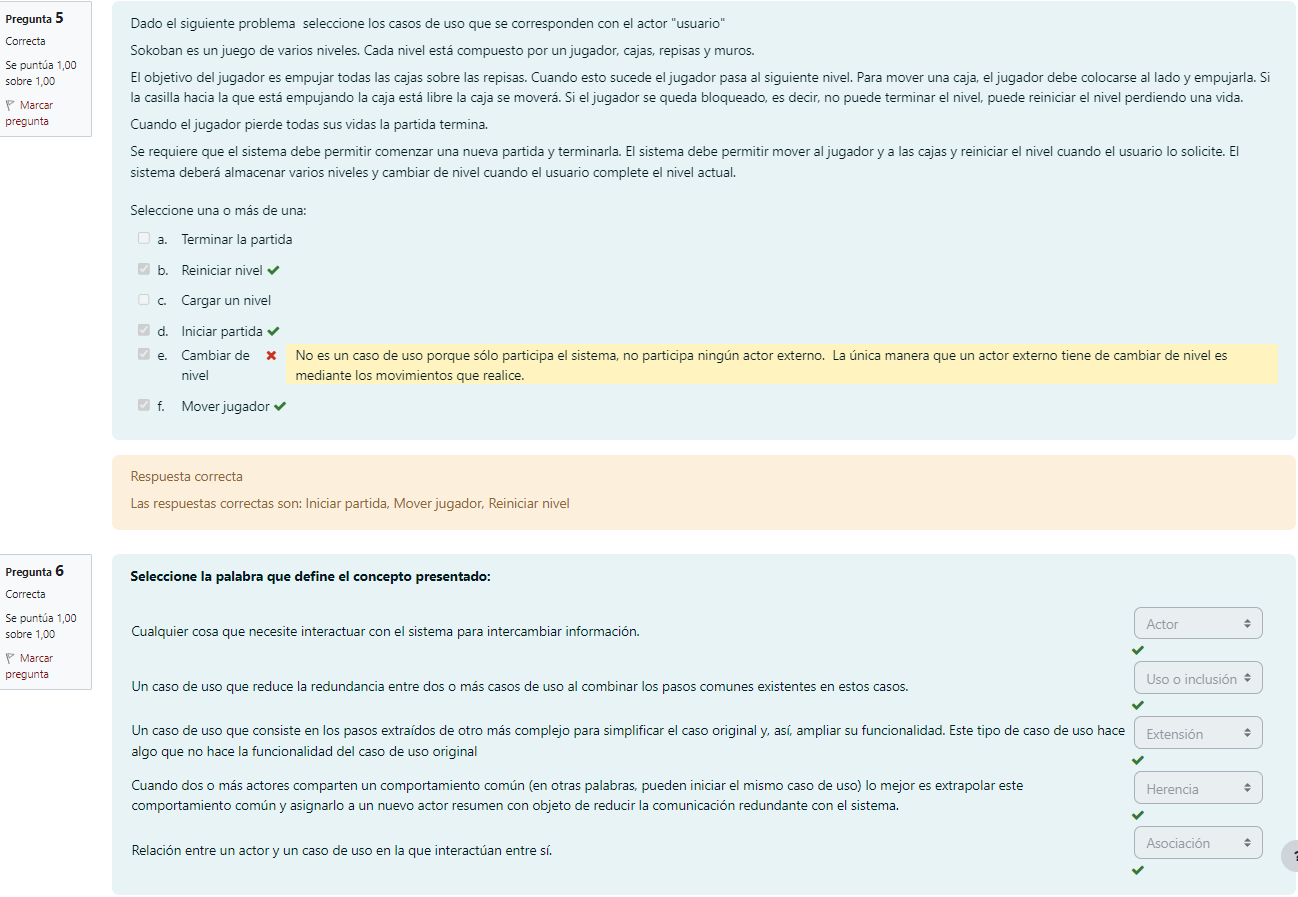 Pregunta 5
Correcta
Se puntúa 1,00
sobre 1,00
Marcar
pregunta
Dado el siguiente problema seleccione los casos de uso que se corresponden con el actor "usuario"
Sokoban es un juego de varios niveles. Cada nivel está compuesto por un jugador, cajas, repisas y muros.
El objetivo del jugador es empujar todas las cajas sobre las repisas. Cuando esto sucede el jugador pasa al siguiente nivel. Para mover una caja, el jugador debe colocarse al lado y empujarla. Si
la casilla hacia la que está empujando la caja está libre la caja se moverá. Si el jugador se queda bloqueado, es decir, no puede terminar el nivel, puede reiniciar el nivel perdiendo una vida.
Cuando el jugador pierde todas sus vidas la partida termina.
Se requiere que el sistema debe permitir comenzar una nueva partida y terminarla. El sistema debe permitir mover al jugador y a las cajas y reiniciar el nivel cuando el usuario lo solicite. El
sistema deberá almacenar varios niveles y cambiar de nivel cuando el usuario complete el nivel actual.
Seleccione una o más de una:
a. Terminar la partida
b. Reiniciar nivel
c. Cargar un nivel
d. Iniciar partida
e. Cambiar de
nivel
No es un caso de uso porque sólo participa el sistema, no participa ningún actor externo. La única manera que un actor externo tiene de cambiar de nivel es
mediante los movimientos que realice.
f. Mover jugador
Respuesta correcta
Las respuestas correctas son: Iniciar partida, Mover jugador, Reiniciar nivel
Pregunta 6
Correcta
Se puntúa 1,00
sobre 1,00
Marcar
pregunta
Seleccione la palabra que define el concepto presentado:
Cualquier cosa que necesite interactuar con el sistema para intercambiar información.
Actor
Un caso de uso que reduce la redundancia entre dos o más casos de uso al combinar los pasos comunes existentes en estos casos.
Uso o inclusión
Un caso de uso que consiste en los pasos extraídos de otro más complejo para simplificar el caso original y, así, ampliar su funcionalidad. Este tipo de caso de uso hace
algo que no hace la funcionalidad del caso de uso original
Extensión
Cuando dos o más actores comparten un comportamiento común (en otras palabras, pueden iniciar el mismo caso de uso) lo mejor es extrapolar este
comportamiento común y asignarlo a un nuevo actor resumen con objeto de reducir la comunicación redundante con el sistema.
Herencia
Relación entre un actor y un caso de uso en la que interactúan entre sí.
Asociación
?